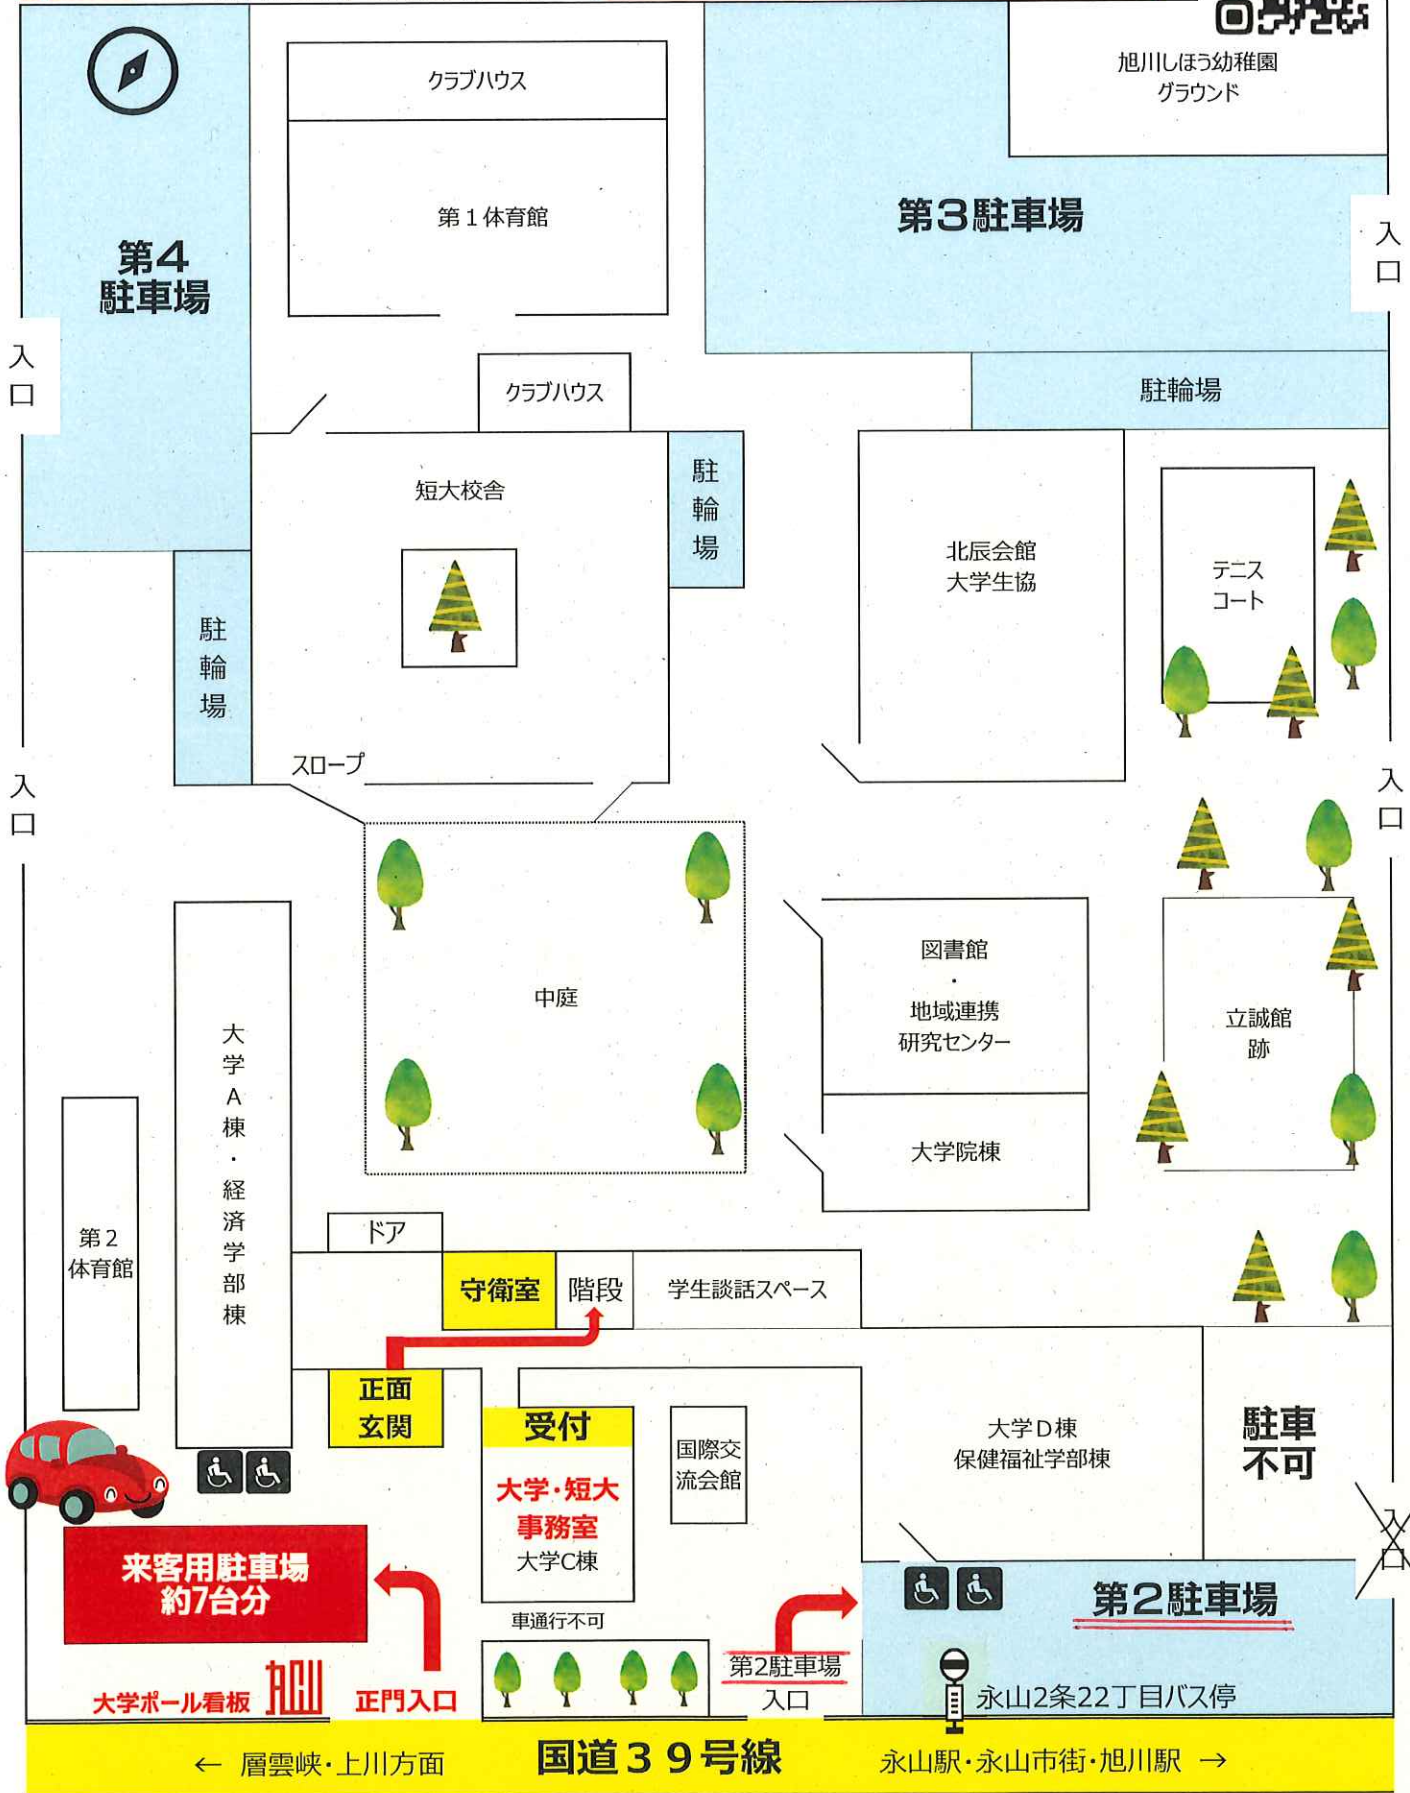 旭川しほう幼稚園
グラウンド
クラブハウス
第１体育館
第3駐車場
第4
駐車場
入口
入口
クラブハウス
駐輪場
短大校舎
駐輪場
北辰会館
大学生協
テニス
コート
駐輪場
スロープ
入口
入口
中庭
図書館
・
地域連携
研究センター
立誠館
跡
大学A棟・経済学部棟
大学院棟
第2
体育館
ドア
守衛室
階段
学生談話スペース
正面
玄関
受付
大学・短大
事務室
大学C棟
国際交
流会館
大学D棟
保健福祉学部棟
駐車
不可
入口
来客用駐車場
約7台分
車通行不可
第2駐車場
第2駐車場
入口
大学ポール看板
ACU
正門入口
永山2条22丁目バス停
← 層雲峡・上川方面
国道３９号線
永山駅・永山市街・旭川駅 →